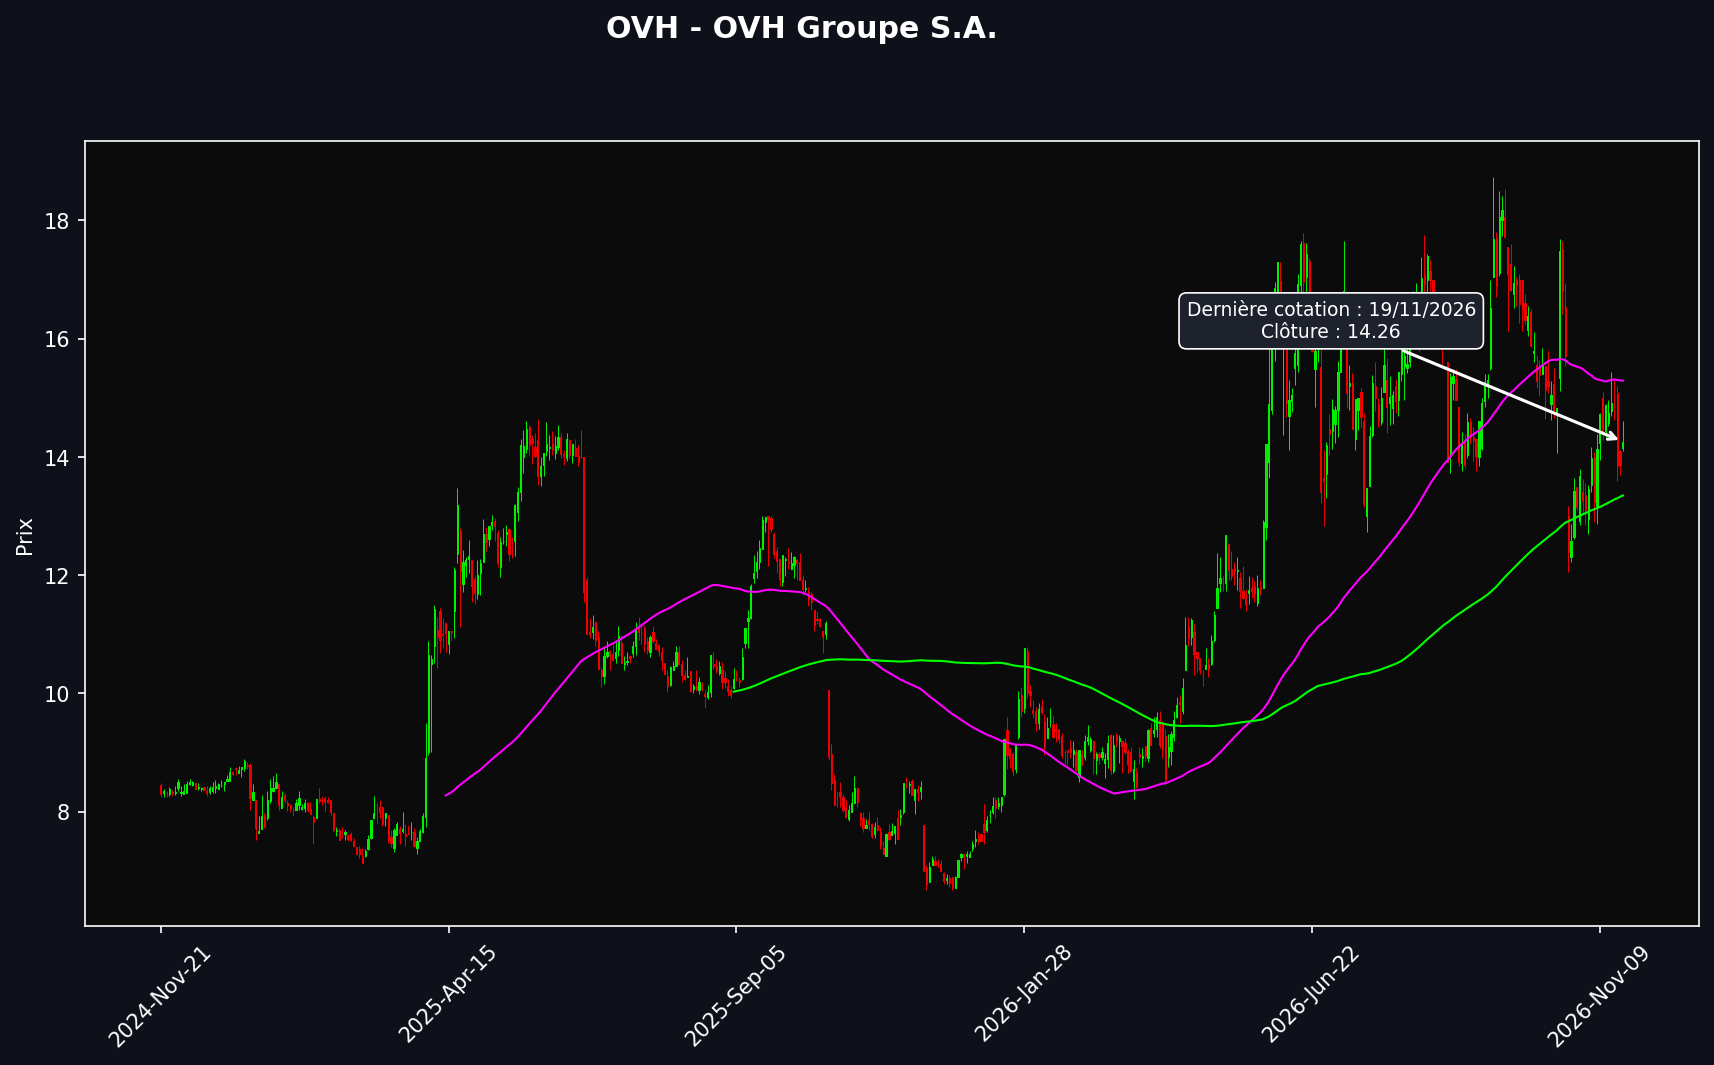 OVH - OVH Groupe S.A.
18
16
14
12
10
8
Prix
Dernière cotation : 19/11/2026
Clôture : 14.26
2024-Nov-21
2025-Apr-15
2025-Sep-05
2026-Jan-28
2026-Jun-22
2026-Nov-09